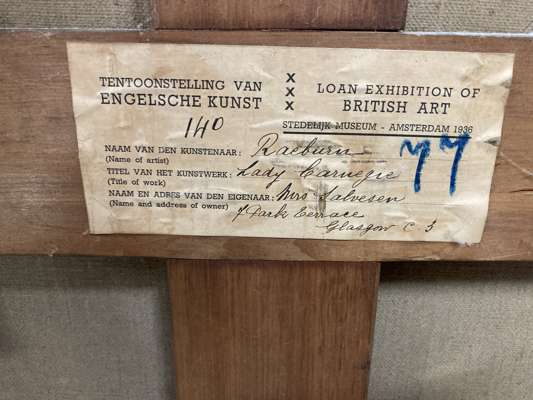 TENTOONSTELLING VAN
ENGELSCHE KUNST
X
X
X
LOAN EXHIBITION OF
BRITISH ART
140
STEDELIJK MUSEUM - AMSTERDAM 1936
NAAM VAN DEN KUNSTENAAR: Raeburn
(Name of artist)
77
TITEL VAN HET KUNSTWERK: Lady Carnegie
(Title of work)
NAAM EN ADRES VAN DEN EIGENAAR: Mrs Salvesen
(Name and address of owner) 7 Park Terrace
Glasgow C. 3